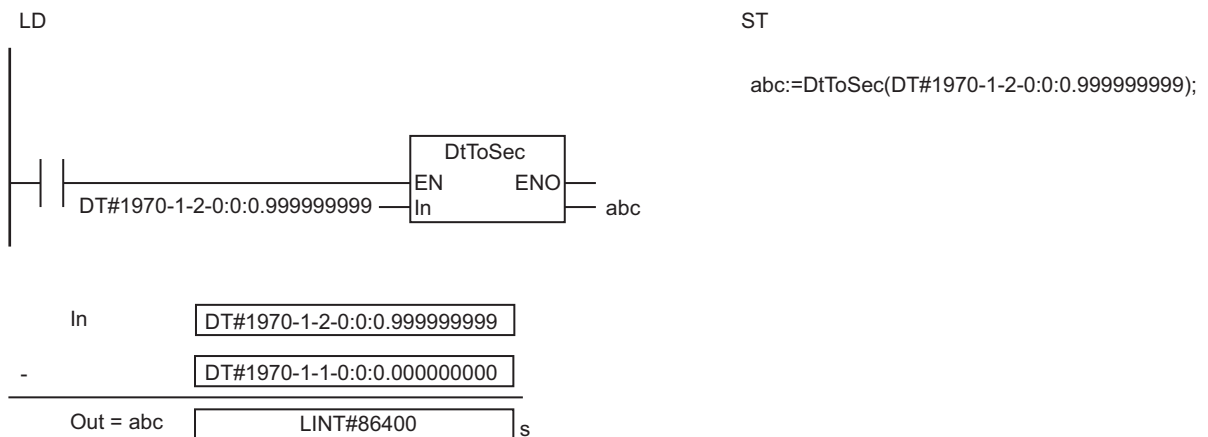 LD
ST
abc:=DtToSec(DT#1970-1-2-0:0:0.999999999);
DtToSec
EN ENO
DT#1970-1-2-0:0:0.999999999 In abc
In DT#1970-1-2-0:0:0.999999999
- DT#1970-1-1-0:0:0.000000000
Out = abc LINT#86400 s